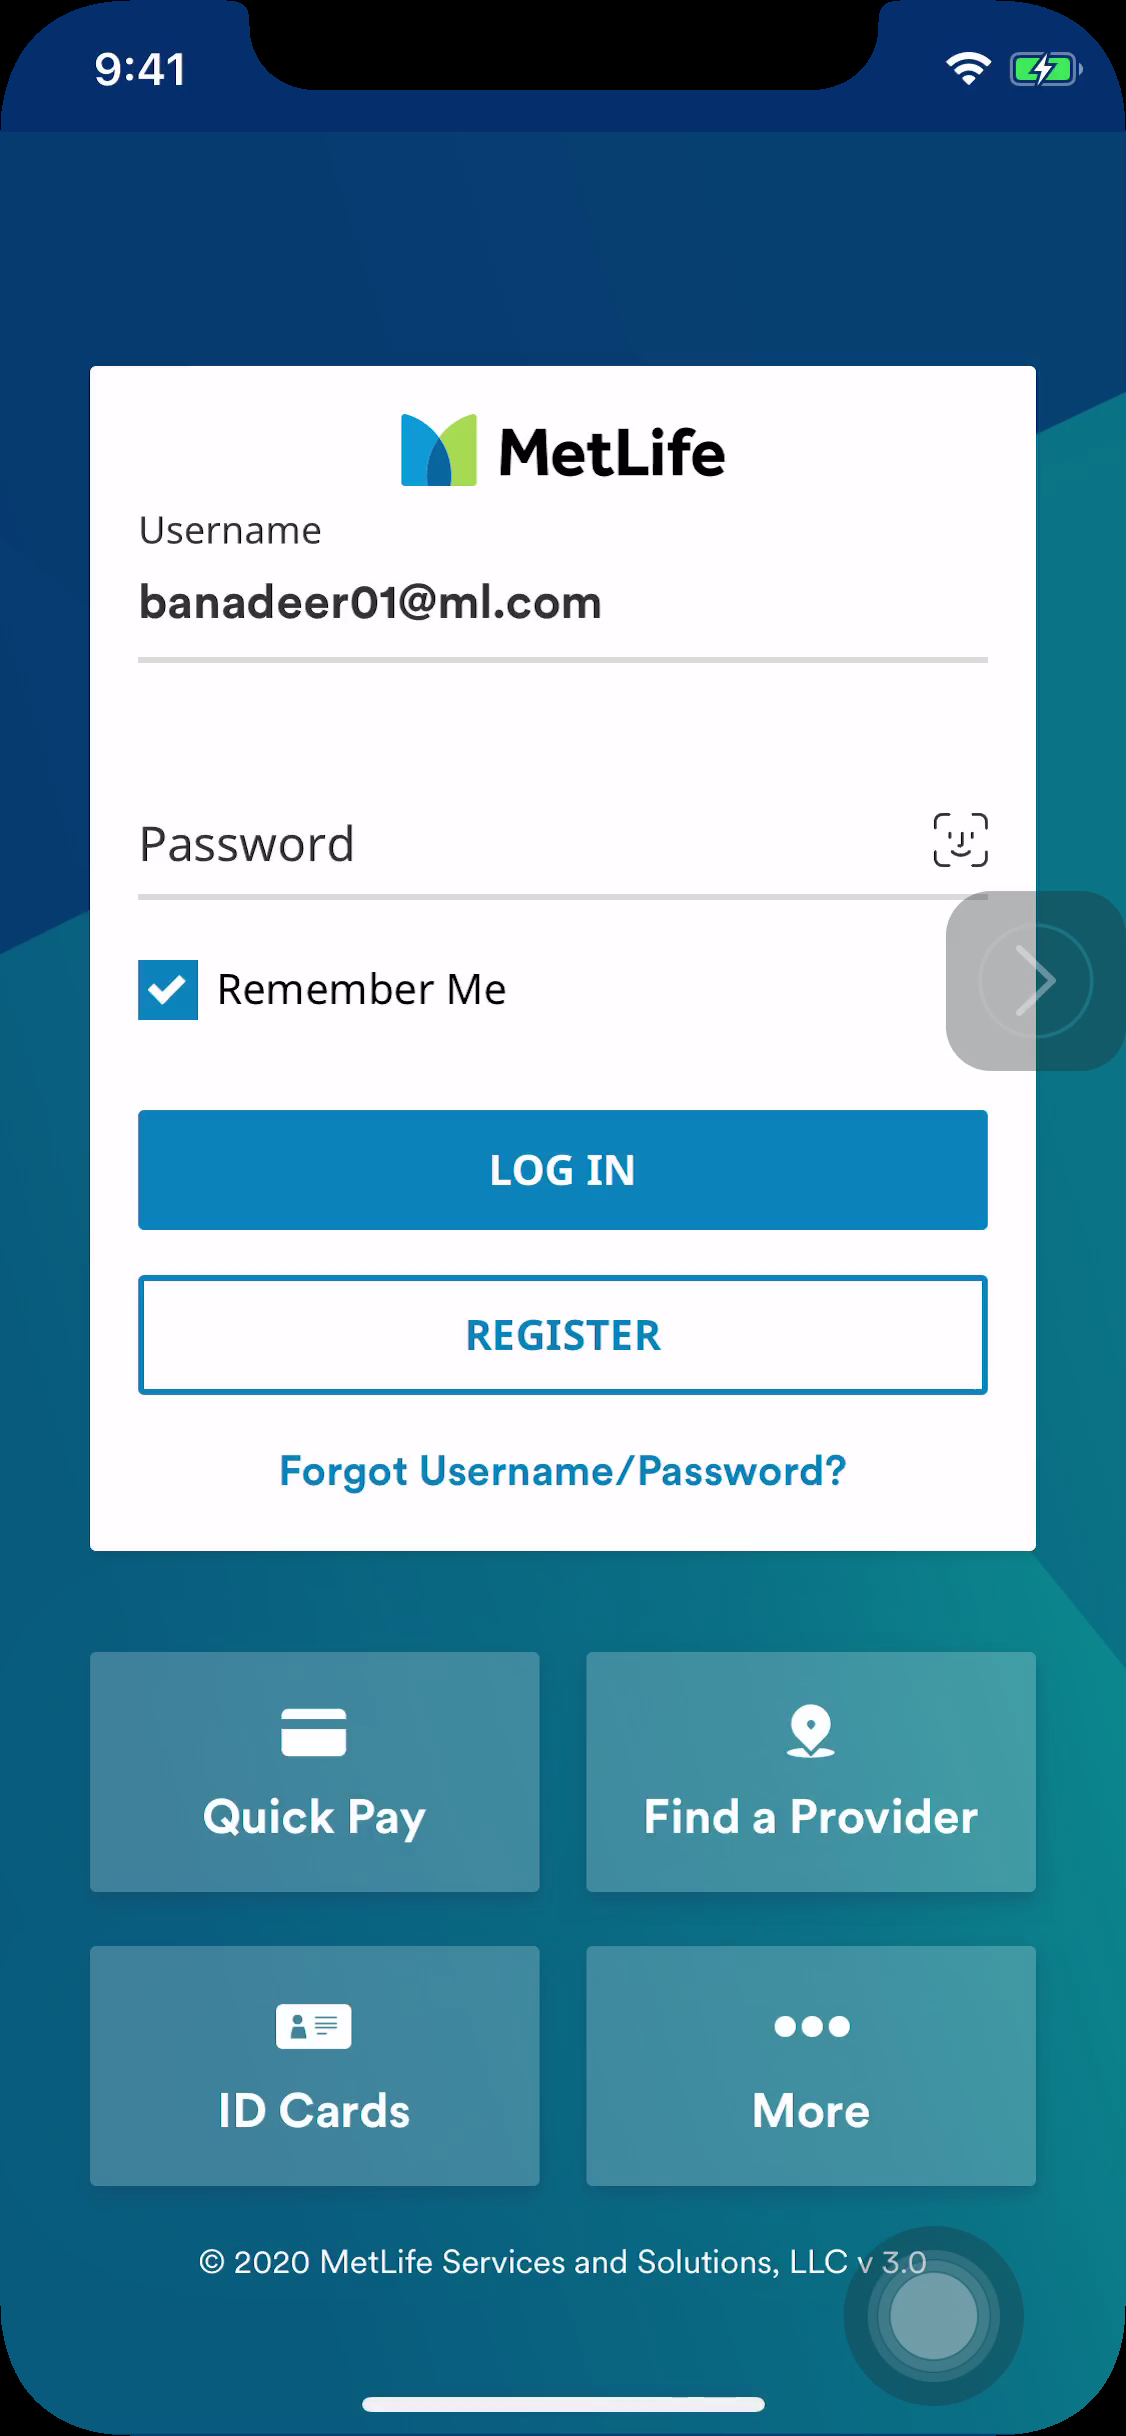 9:41
MetLife
Username
banadeer01@ml.com
Password
Remember Me
LOG IN
REGISTER
Forgot Username/Password?
Quick Pay
Find a Provider
ID Cards
More
© 2020 MetLife Services and Solutions, LLC v 3.0